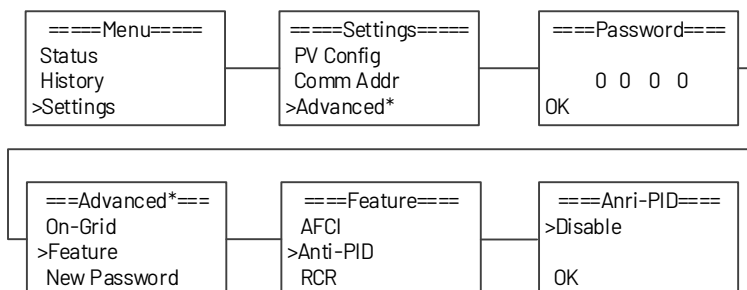 =====Menu=====
Status
History
>Settings
=====Settings=====
PV Config
Comm Addr
>Advanced*
====Password====
0 0 0 0
OK
===Advanced*===
On-Grid
>Feature
New Password
====Feature====
AFCI
>Anti-PID
RCR
====Anri-PID====
>Disable
OK